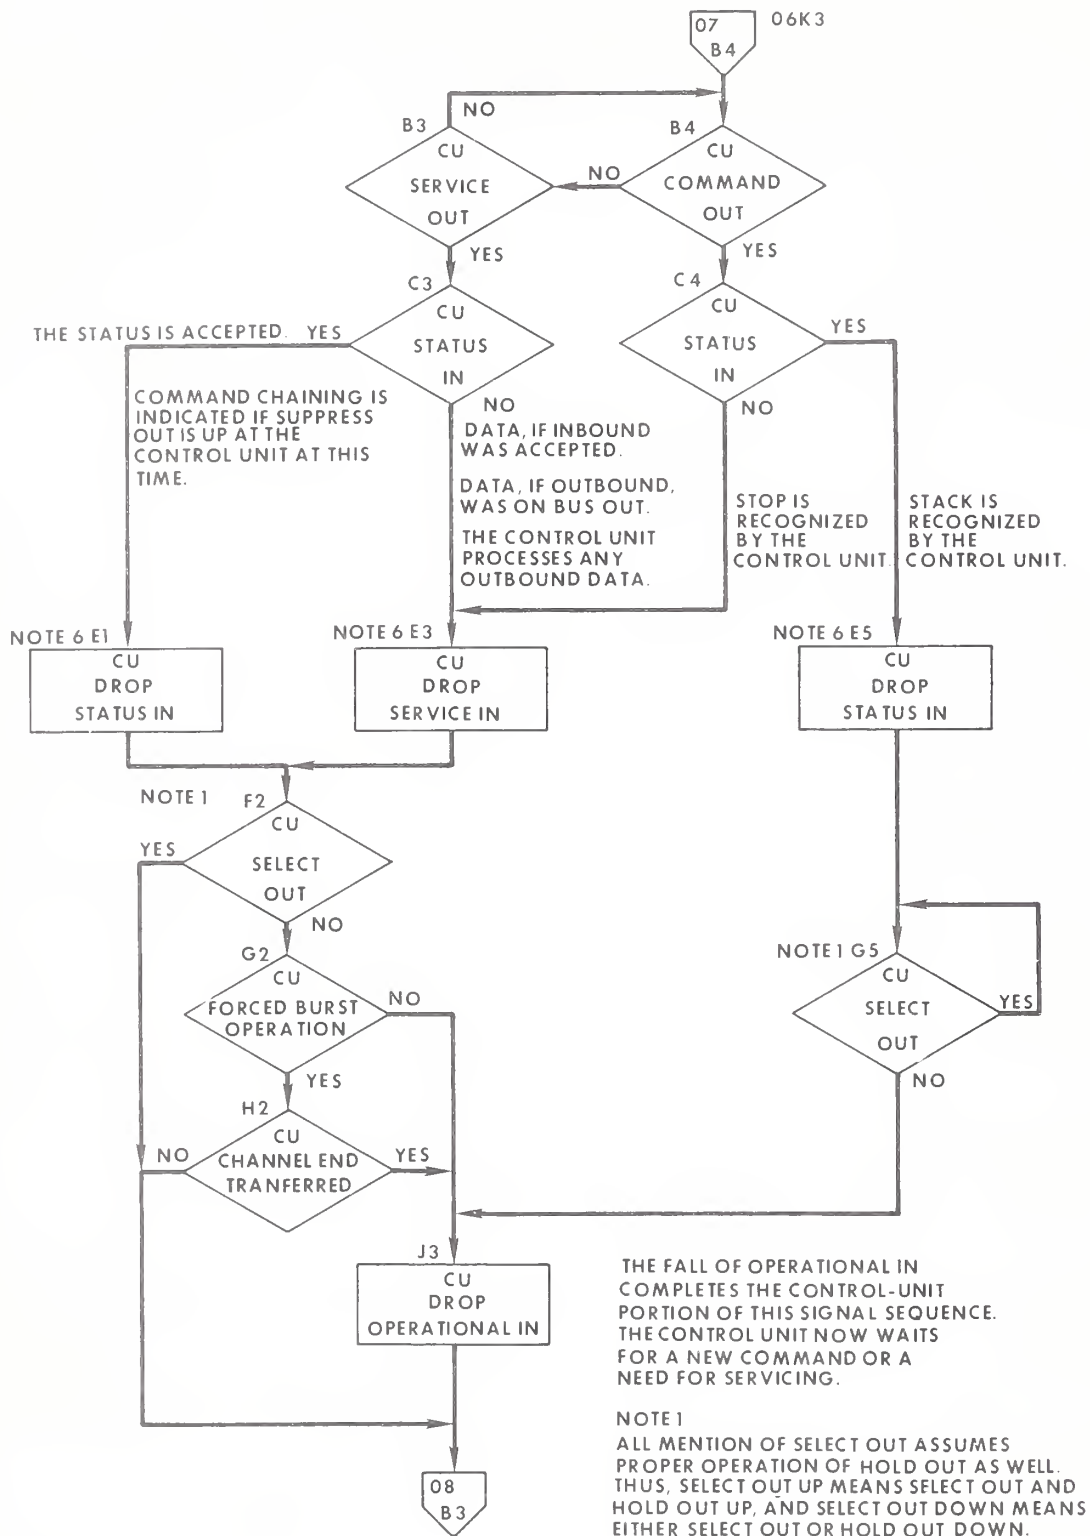 07
B4
06K3
NO
B3
CU
SERVICE
OUT
NO
B4
CU
COMMAND
OUT
YES
YES
C3
CU
STATUS
IN
THE STATUS IS ACCEPTED. YES
NO
C4
CU
STATUS
IN
YES
NO
COMMAND CHAINING IS
INDICATED IF SUPPRESS
OUT IS UP AT THE
CONTROL UNIT AT THIS
TIME.
DATA, IF INBOUND
WAS ACCEPTED.
DATA, IF OUTBOUND,
WAS ON BUS OUT.
THE CONTROL UNIT
PROCESSES ANY
OUTBOUND DATA.
STOP IS
RECOGNIZED
BY THE
CONTROL UNIT.
STACK IS
RECOGNIZED
BY THE
CONTROL UNIT.
NOTE 6 E1
CU
DROP
STATUS IN
NOTE 6 E3
CU
DROP
SERVICE IN
NOTE 6 E5
CU
DROP
STATUS IN
NOTE 1 F2
CU
SELECT
OUT
YES
NO
G2
CU
FORCED BURST
OPERATION
NO
YES
NOTE 1 G5
CU
SELECT
OUT
YES
NO
H2
CU
CHANNEL END
TRANFERRED
NO
YES
J3
CU
DROP
OPERATIONAL IN
THE FALL OF OPERATIONAL IN
COMPLETES THE CONTROL-UNIT
PORTION OF THIS SIGNAL SEQUENCE.
THE CONTROL UNIT NOW WAITS
FOR A NEW COMMAND OR A
NEED FOR SERVICING.
NOTE 1
ALL MENTION OF SELECT OUT ASSUMES
PROPER OPERATION OF HOLD OUT AS WELL.
THUS, SELECT OUT UP MEANS SELECT OUT AND
HOLD OUT UP, AND SELECT OUT DOWN MEANS
EITHER SELECT OUT OR HOLD OUT DOWN.
08
B3